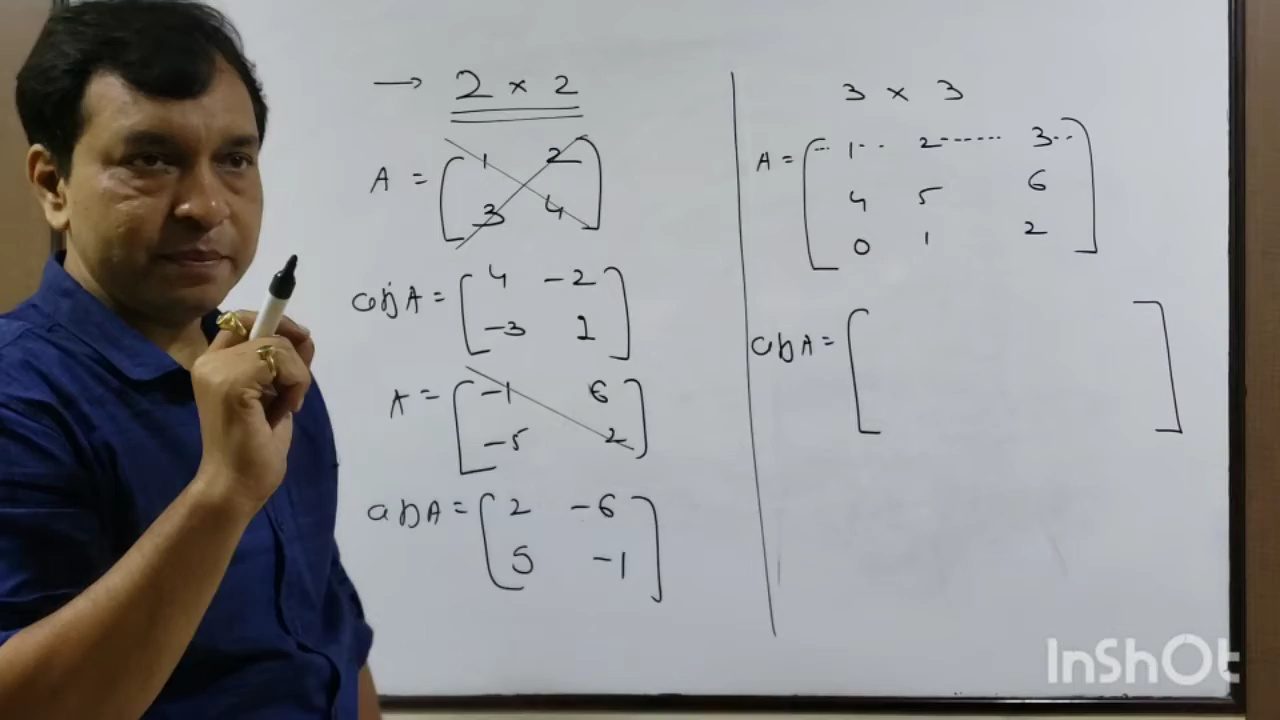 → 2 × 2
A = [ 1 2
3 4 ]
adj A = [ 4 -2
-3 1 ]
A = [ -1 6
-5 2 ]
adj A = [ 2 -6
5 -1 ]
3 × 3
A = [ 1 2 3
4 5 6
0 1 2 ]
adj A = [ ]
InShOt